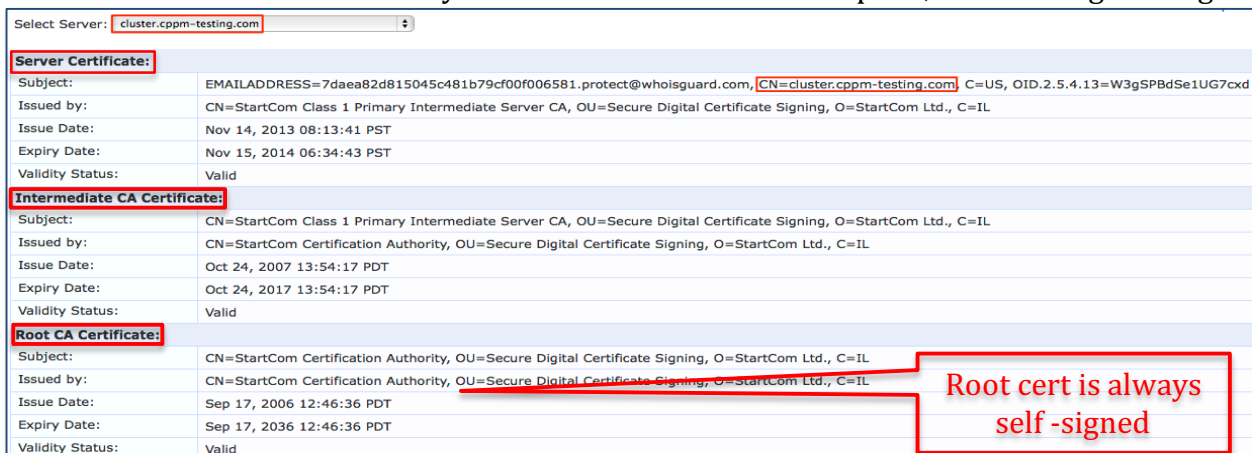 Select Server: cluster.cppm-testing.com
Server Certificate:
Subject: EMAILADDRESS=7daea82d815045c481b79cf00f006581.protect@whoisguard.com, CN=cluster.cppm-testing.com, C=US, OID.2.5.4.13=W3gSPBdSe1UG7cxd
Issued by: CN=StartCom Class 1 Primary Intermediate Server CA, OU=Secure Digital Certificate Signing, O=StartCom Ltd., C=IL
Issue Date: Nov 14, 2013 08:13:41 PST
Expiry Date: Nov 15, 2014 06:34:43 PST
Validity Status: Valid
Intermediate CA Certificate:
Subject: CN=StartCom Class 1 Primary Intermediate Server CA, OU=Secure Digital Certificate Signing, O=StartCom Ltd., C=IL
Issued by: CN=StartCom Certification Authority, OU=Secure Digital Certificate Signing, O=StartCom Ltd., C=IL
Issue Date: Oct 24, 2007 13:54:17 PDT
Expiry Date: Oct 24, 2017 13:54:17 PDT
Validity Status: Valid
Root CA Certificate:
Subject: CN=StartCom Certification Authority, OU=Secure Digital Certificate Signing, O=StartCom Ltd., C=IL
Issued by: CN=StartCom Certification Authority, OU=Secure Digital Certificate Signing, O=StartCom Ltd., C=IL
Issue Date: Sep 17, 2006 12:46:36 PDT
Expiry Date: Sep 17, 2036 12:46:36 PDT
Validity Status: Valid
Root cert is always
self -signed